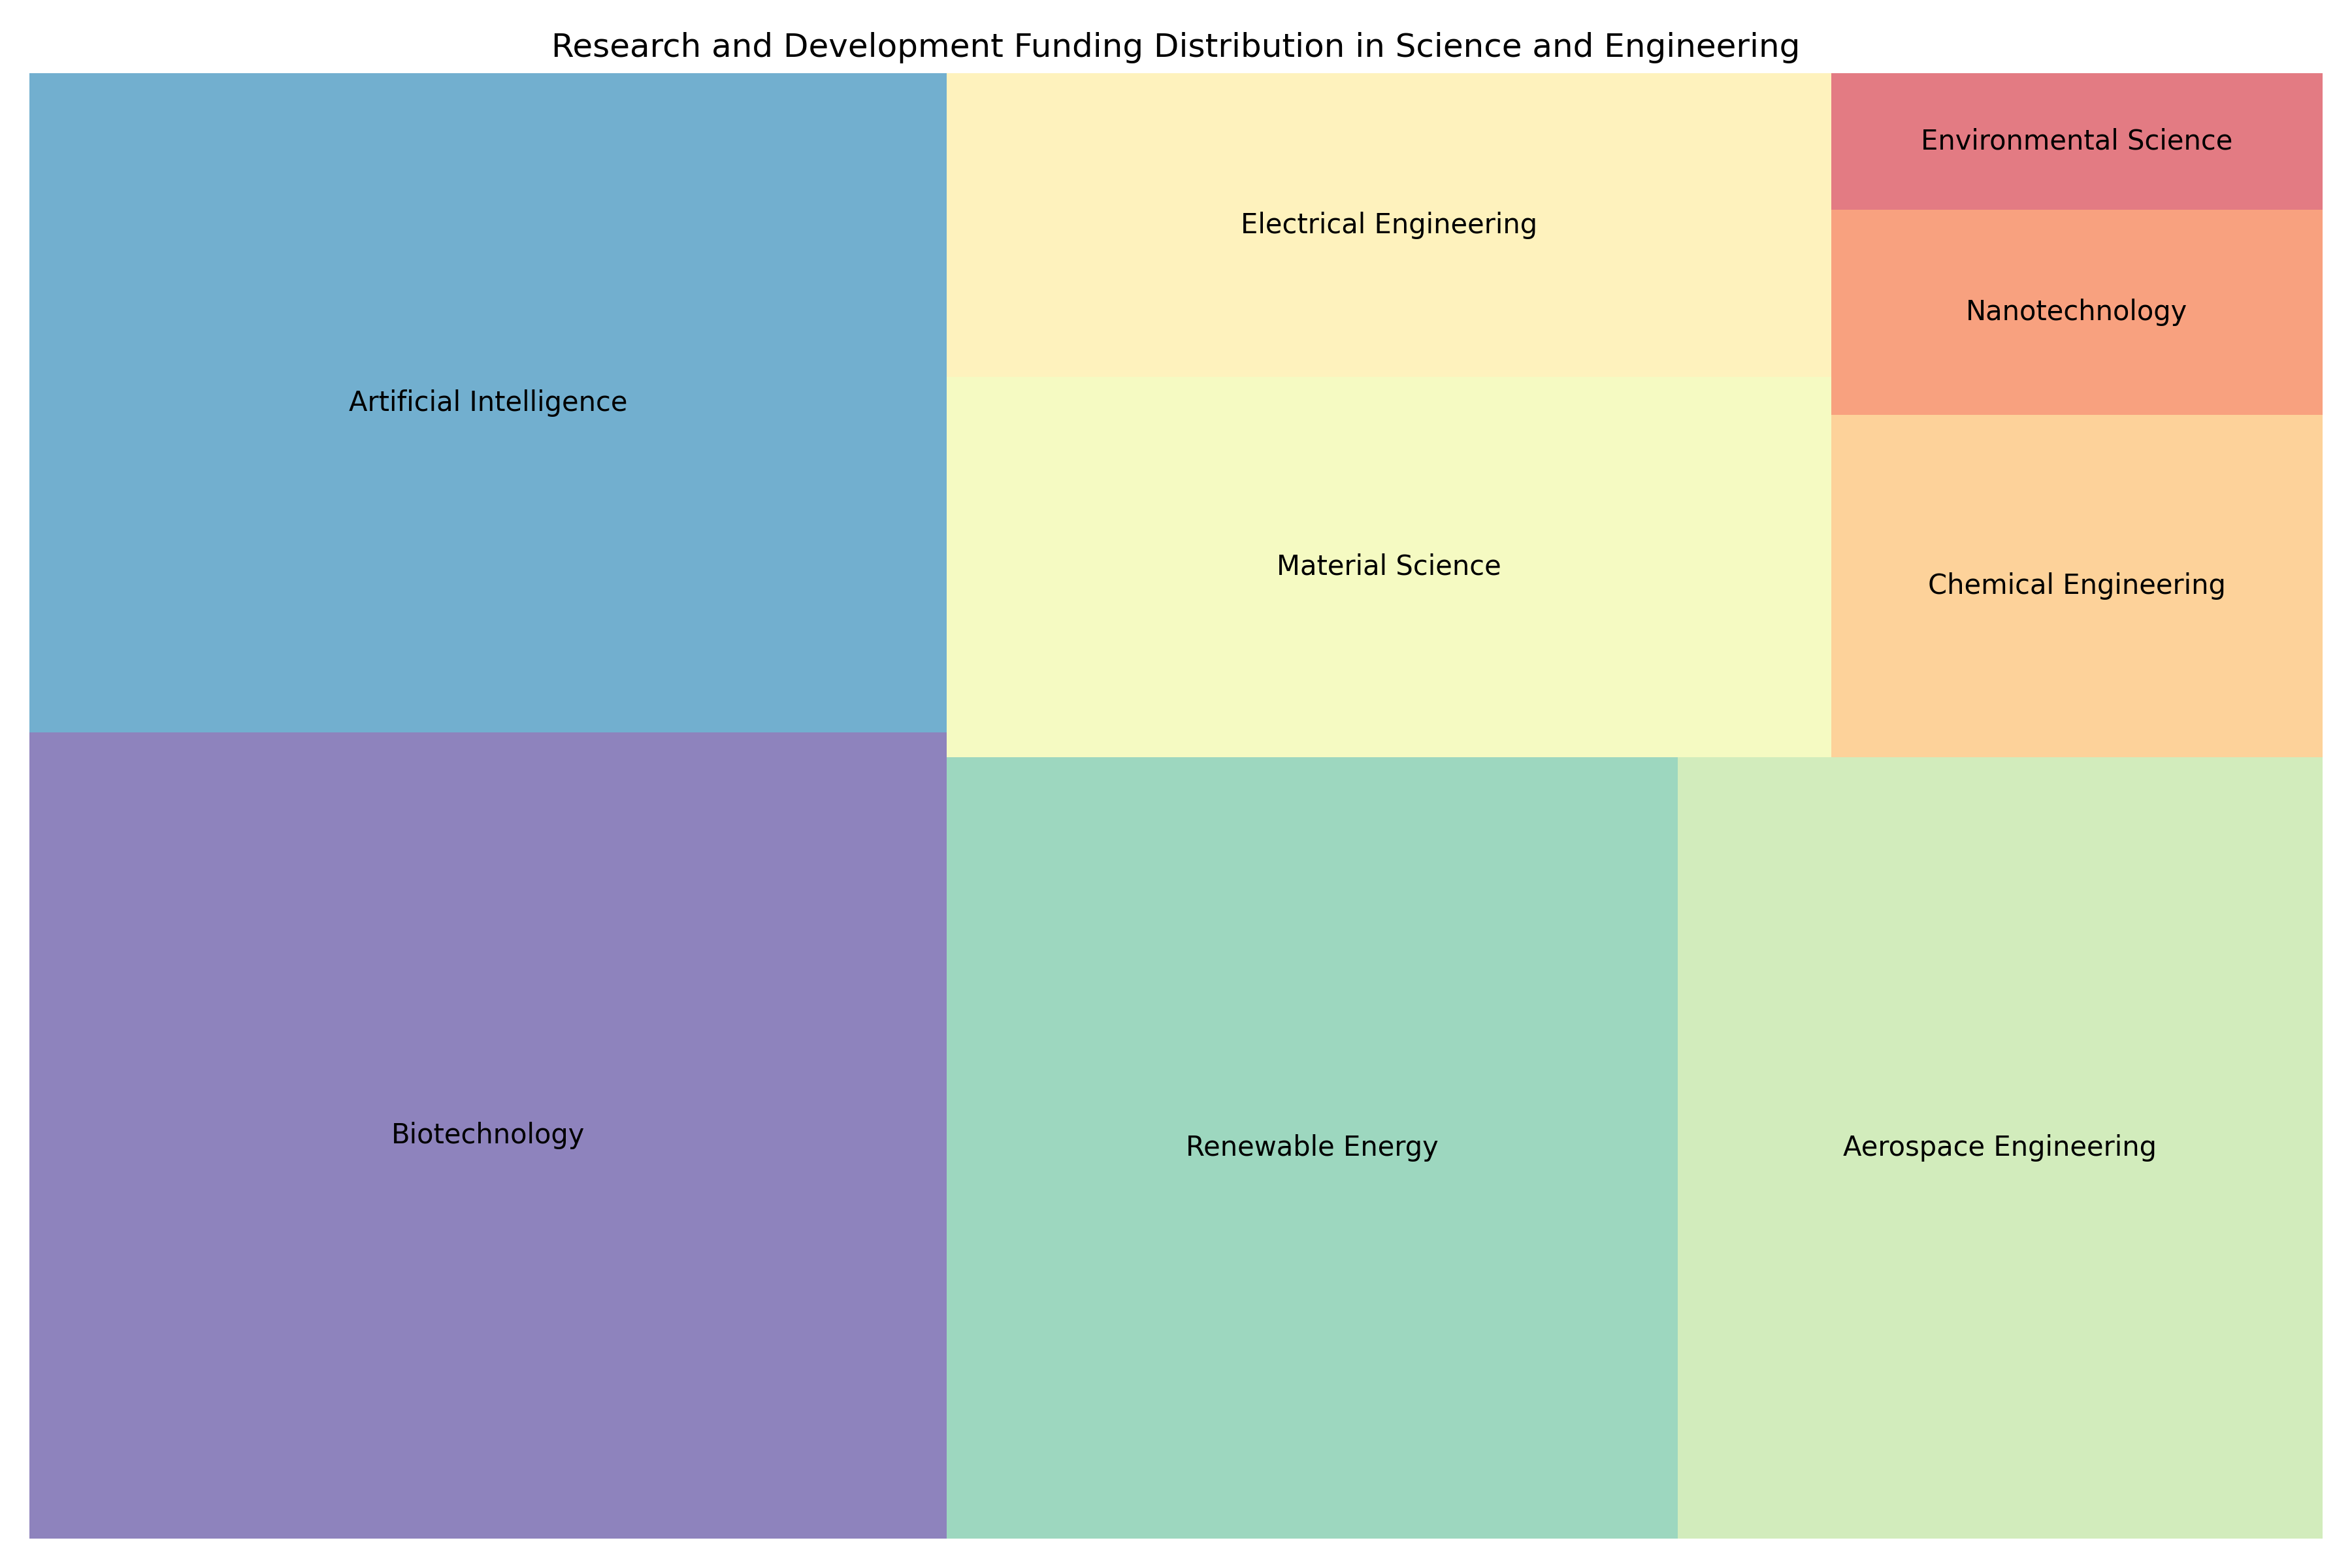 Research and Development Funding Distribution in Science and Engineering
Environmental Science
Electrical Engineering
Nanotechnology
Artificial Intelligence
Material Science
Chemical Engineering
Biotechnology
Renewable Energy
Aerospace Engineering